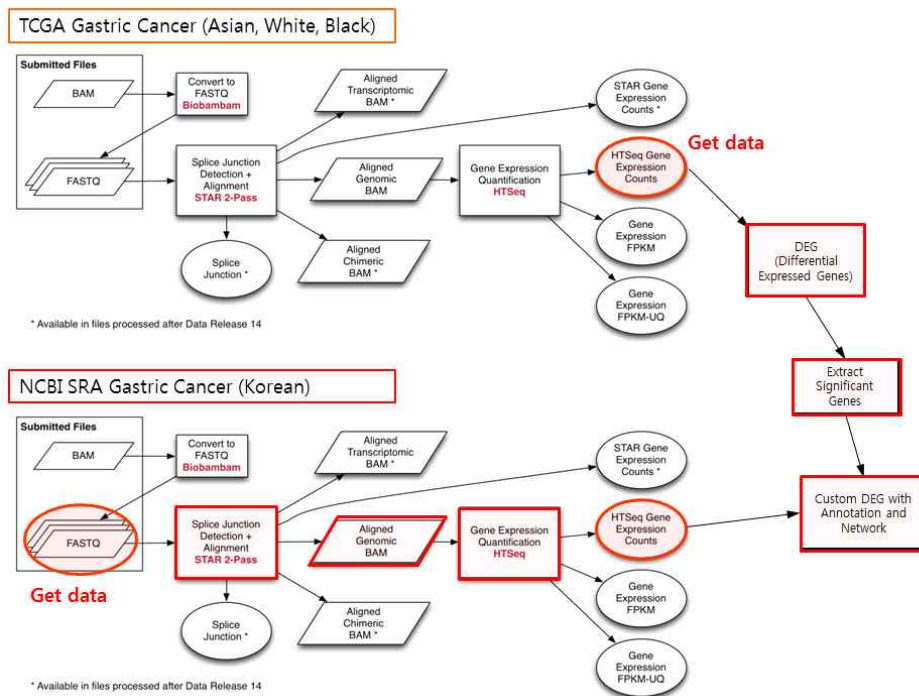 TCGA Gastric Cancer (Asian, White, Black)
Submitted Files
BAM
FASTQ
Convert to
FASTQ
Biobambam
Splice Junction
Detection +
Alignment
STAR 2-Pass
Aligned
Transcriptomic
BAM *
Aligned
Genomic
BAM
Aligned
Chimeric
BAM *
Splice
Junction *
Gene Expression
Quantification
HTSeq
STAR Gene
Expression
Counts *
HTSeq Gene
Expression
Counts
Get data
Gene
Expression
FPKM
Gene
Expression
FPKM-UQ
* Available in files processed after Data Release 14
DEG
(Differential
Expressed Genes)
Extract
Significant
Genes
Custom DEG with
Annotation and
Network
NCBI SRA Gastric Cancer (Korean)
Submitted Files
BAM
FASTQ
Get data
Convert to
FASTQ
Biobambam
Splice Junction
Detection +
Alignment
STAR 2-Pass
Aligned
Transcriptomic
BAM *
Aligned
Genomic
BAM
Aligned
Chimeric
BAM *
Splice
Junction *
Gene Expression
Quantification
HTSeq
STAR Gene
Expression
Counts *
HTSeq Gene
Expression
Counts
Gene
Expression
FPKM
Gene
Expression
FPKM-UQ
* Available in files processed after Data Release 14